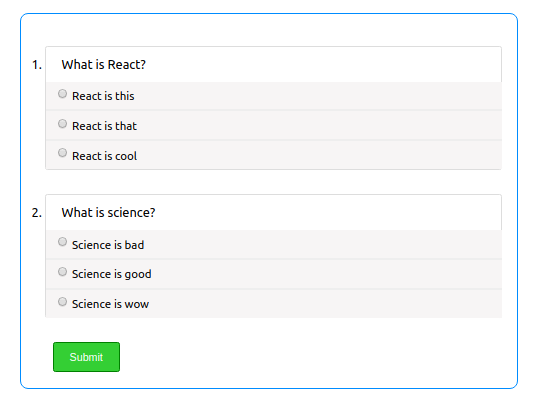 1. What is React?
React is this
React is that
React is cool
2. What is science?
Science is bad
Science is good
Science is wow
Submit